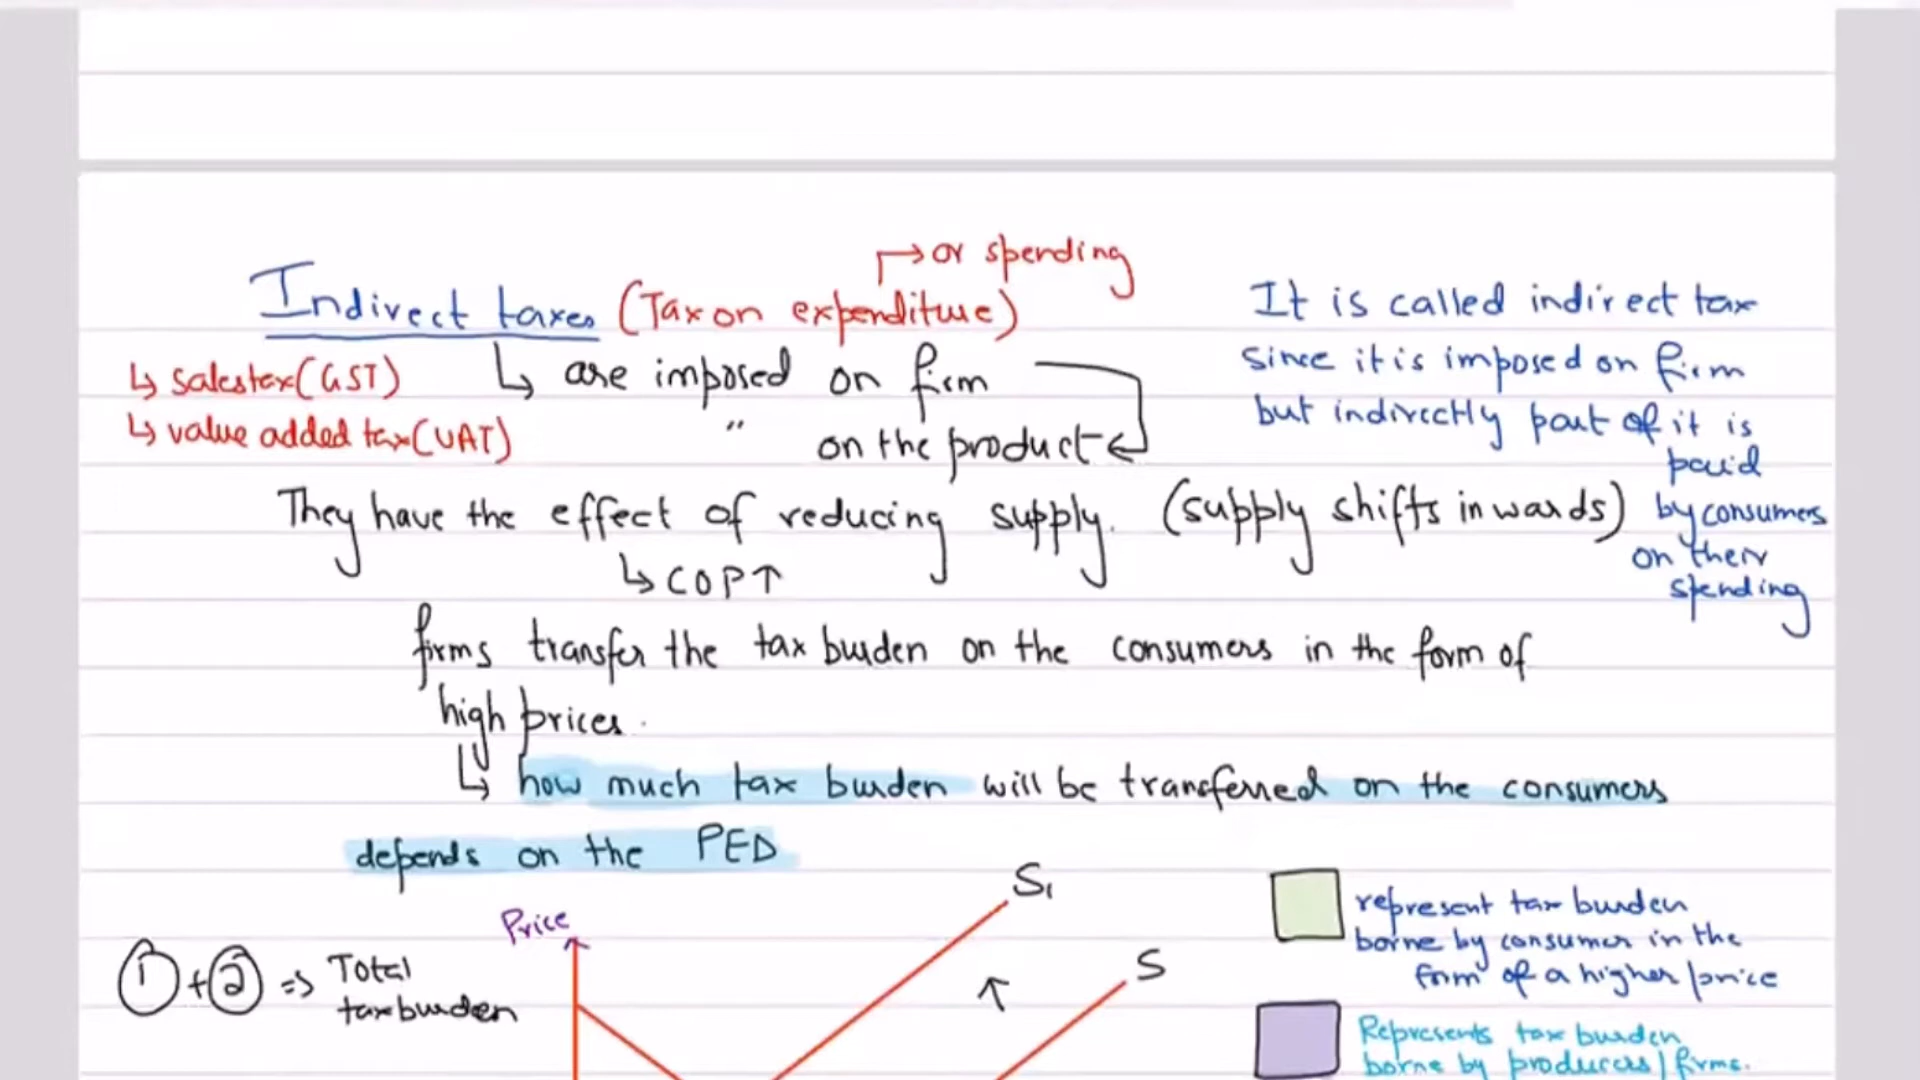 ↱→ or spending
Indirect taxes (Tax on expenditure)
↳ sales tax (GST)
↳ value added tax (VAT)
↳ are imposed on firm
" on the product ←
It is called indirect tax
since it is imposed on firm
but indirectly part of it is
paid
by consumers
on their
spending
They have the effect of reducing supply. (supply shifts inwards)
↳ COP↑
firms transfer the tax burden on the consumers in the form of
high prices.
↳ how much tax burden will be transferred on the consumers
depends on the PED
① + ② => Total
tax burden
Price
S₁
S
↑
represent tax burden
borne by consumer in the
form of a higher price
Represents tax burden
borne by producers/firms.